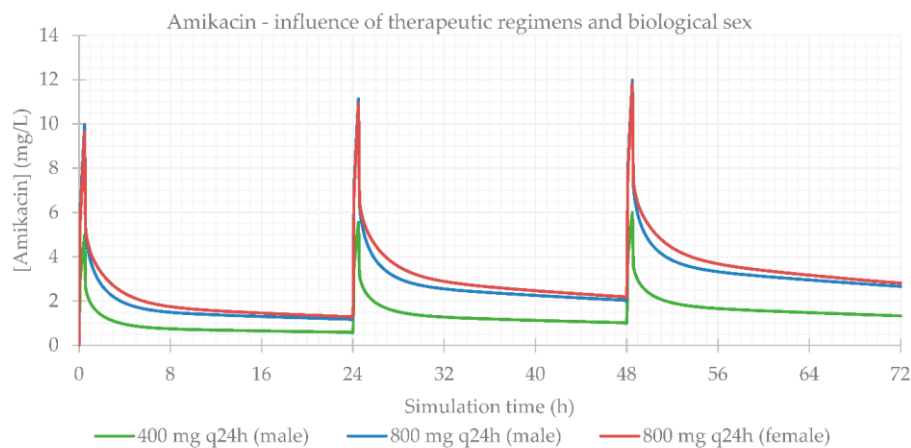 Amikacin - influence of therapeutic regimens and biological sex
14
12
10
8
6
4
2
0
[Amikacin] (mg/L)
0 8 16 24 32 40 48 56 64 72
Simulation time (h)
400 mg q24h (male) 800 mg q24h (male) 800 mg q24h (female)